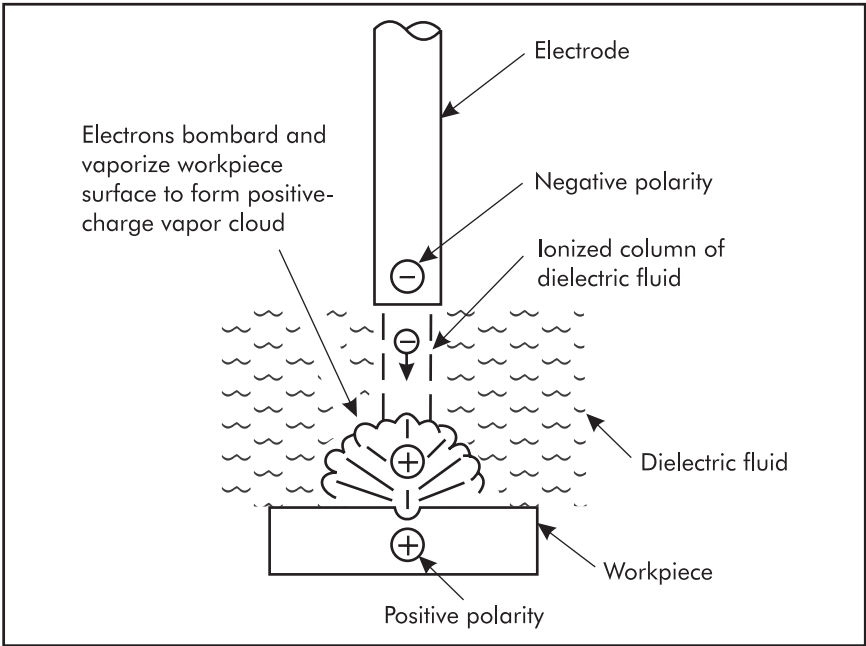 Electrode
Electrons bombard and
vaporize workpiece
surface to form positive-
charge vapor cloud
Negative polarity
Ionized column of
dielectric fluid
Dielectric fluid
Workpiece
Positive polarity